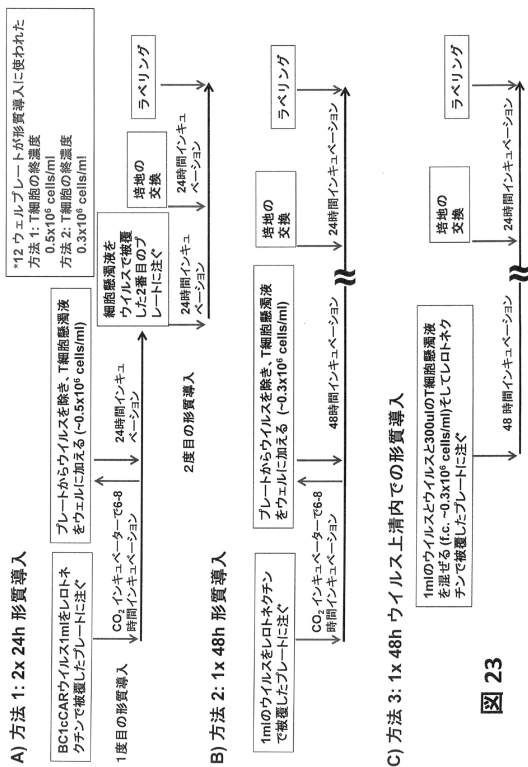 A) 方法 1: 2x 24h 形質導入
*12 ウェルプレートが形質導入に使われた
方法 1: T細胞の終濃度
0.5x10⁶ cells/ml
方法 2: T細胞の終濃度
0.3x10⁶ cells/ml
BC1cCARウイルス1mlをレトロネ
クチンで被覆したプレートに注ぐ
プレートからウイルスを除き、T細胞懸濁液
をウェルに加える (~0.5x10⁶ cells/ml)
細胞懸濁液を
ウイルスで被覆
した2番目のプ
レートに注ぐ
培地の
交換
ラベリング
CO₂ インキュベーターで6-8
時間インキュベーション
24時間インキュ
ベーション
24時間インキュ
ベーション
24時間インキュ
ベーション
1度目の形質導入
2度目の形質導入
B) 方法 2: 1x 48h 形質導入
1mlのウイルスをレトロネクチン
で被覆したプレートに注ぐ
プレートからウイルスを除き、T細胞懸濁液
をウェルに加える (~0.3x10⁶ cells/ml)
培地の
交換
ラベリング
CO₂ インキュベーターで6-8
時間インキュベーション
48時間インキュベーション
24時間インキュベーション
C) 方法 3: 1x 48h ウイルス上清内での形質導入
1mlのウイルスとウイルスと300ulのT細胞懸濁液
を混ぜる (f.c. ~0.3x10⁶ cells/ml)そしてレロトネク
チンで被覆したプレートに注ぐ
培地の
交換
ラベリング
48 時間インキュベーション
24時間インキュベーション
図 23